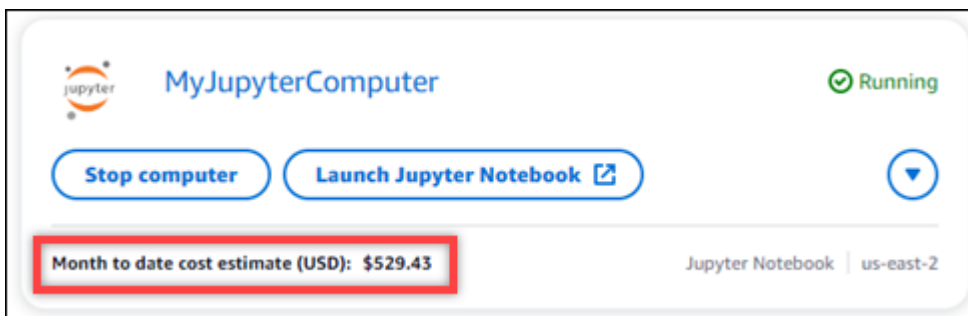 jupyter
MyJupyterComputer
Running
Stop computer
Launch Jupyter Notebook
Month to date cost estimate (USD): $529.43
Jupyter Notebook
us-east-2